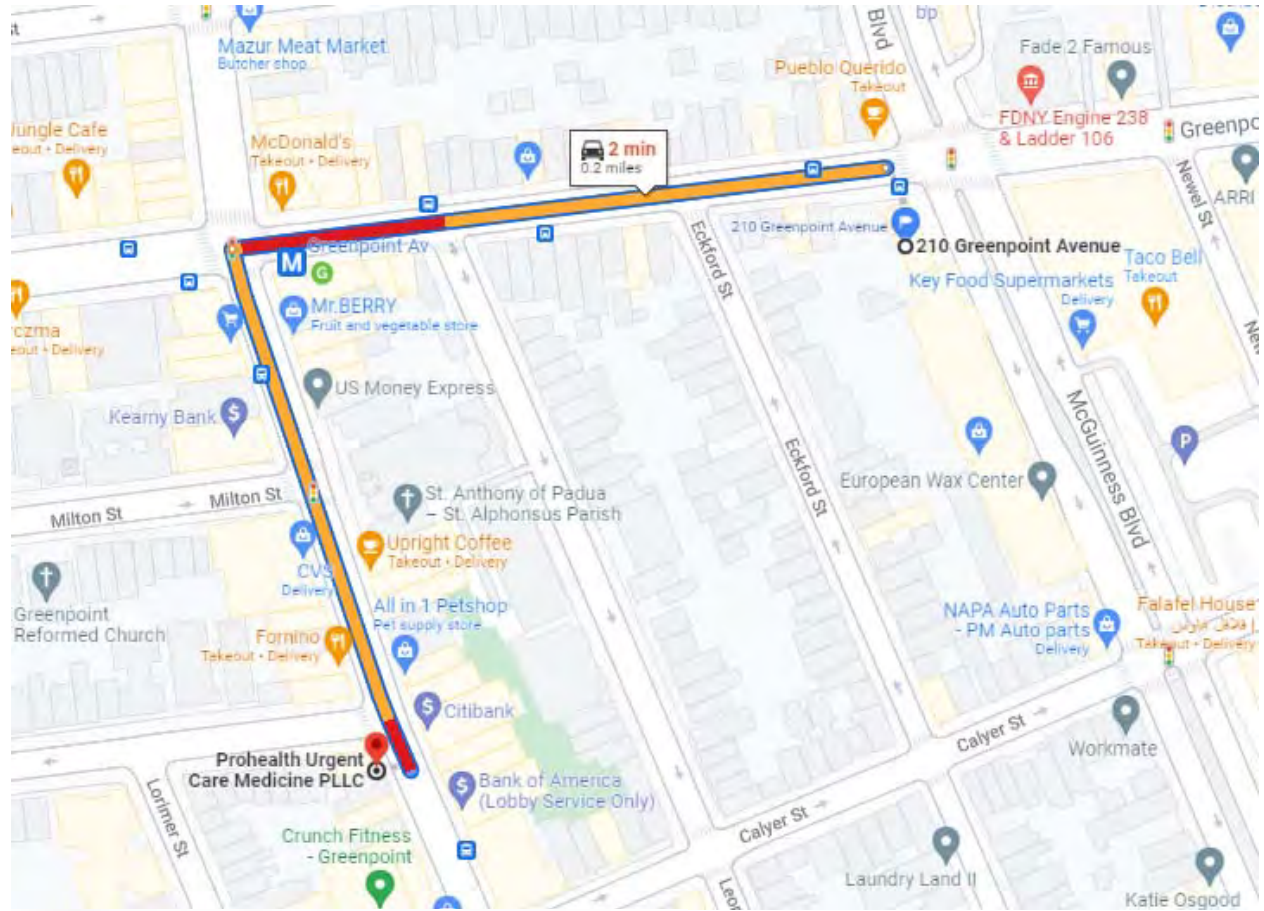 st
Mazur Meat Market
Butcher shop
Blvd
bp
Fade 2 Famous
Pueblo Querido
Takeout
FDNY Engine 238
& Ladder 106
Greenpo
Jungle Cafe
eout • Delivery
McDonald's
Takeout • Delivery
2 min
0.2 miles
Newel St
ARRI
Greenpoint Av
M
G
210 Greenpoint Avenue
210 Greenpoint Avenue
Eckford St
Taco Bell
Takeout
Key Food Supermarkets
Delivery
New
Mr.BERRY
Fruit and vegetable store
czma
eout • Delivery
US Money Express
Kearny Bank
McGuinness Blvd
P
Eckford St
European Wax Center
Milton St
Milton St
St. Anthony of Padua
– St. Alphonsus Parish
Upright Coffee
Takeout • Delivery
CVS
Delivery
Greenpoint
Reformed Church
All in 1 Petshop
Pet supply store
NAPA Auto Parts
- PM Auto parts
Delivery
Falafel House
Takeout • Delivery
Fornino
Takeout • Delivery
Citibank
Calyer St
Workmate
Prohealth Urgent
Care Medicine PLLC
Bank of America
(Lobby Service Only)
Lorimer St
Calyer St
Crunch Fitness
- Greenpoint
Laundry Land II
Leon
Katie Osgood